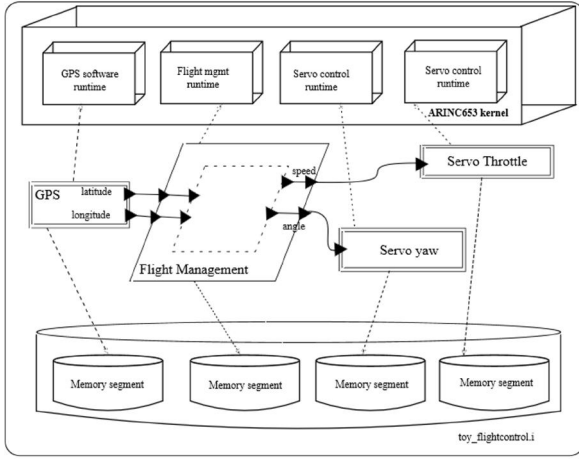 GPS software
runtime
Flight mgmt
runtime
Servo control
runtime
Servo control
runtime
ARINC653 kernel
GPS
latitude
longitude
speed
angle
Flight Management
Servo Throttle
Servo yaw
Memory segment
Memory segment
Memory segment
Memory segment
toy_flightcontrol.i